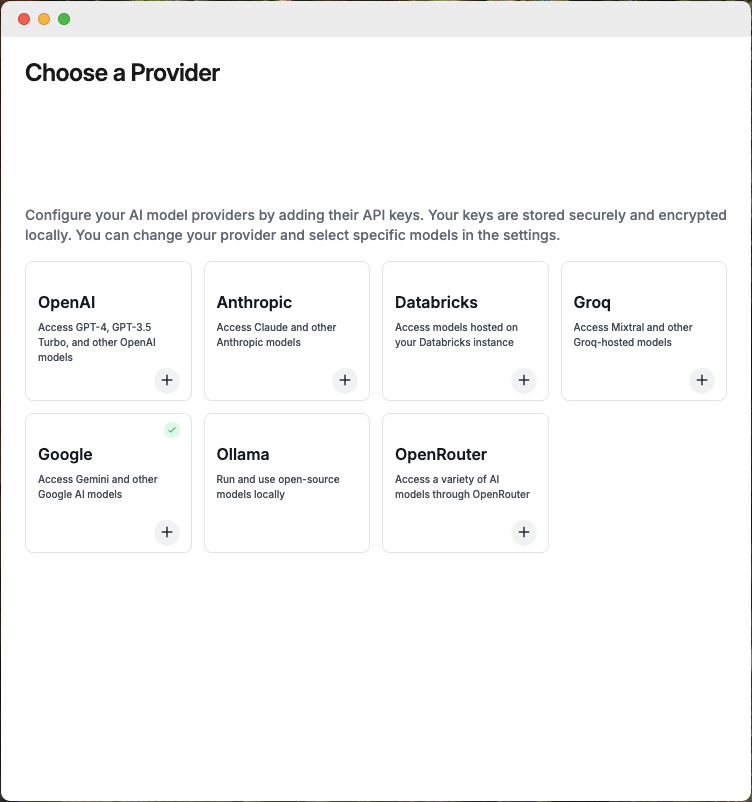 Choose a Provider
Configure your AI model providers by adding their API keys. Your keys are stored securely and encrypted
locally. You can change your provider and select specific models in the settings.
OpenAI
Access GPT-4, GPT-3.5
Turbo, and other OpenAI
models
Anthropic
Access Claude and other
Anthropic models
Databricks
Access models hosted on
your Databricks instance
Groq
Access Mixtral and other
Groq-hosted models
Google
Access Gemini and other
Google AI models
Ollama
Run and use open-source
models locally
OpenRouter
Access a variety of AI
models through OpenRouter